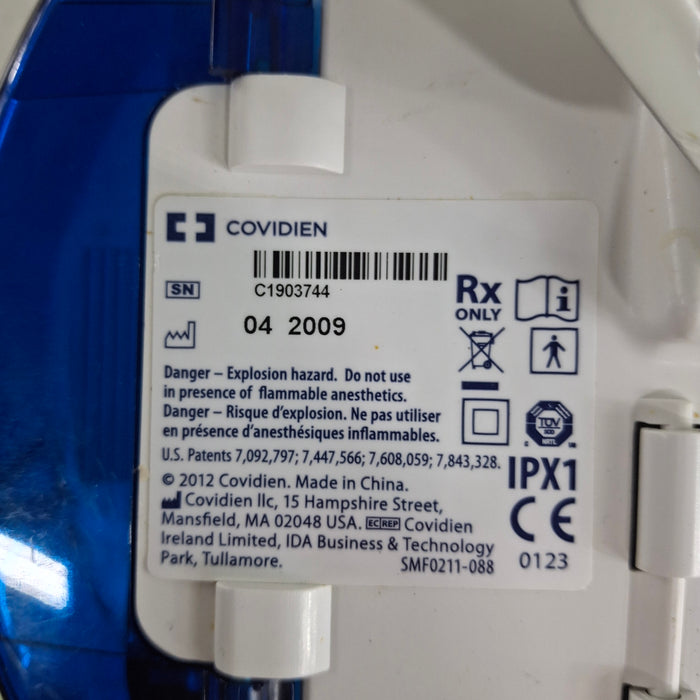 COVIDIEN
SN
C1903744
04 2009
Rx
ONLY
Danger – Explosion hazard. Do not use
in presence of flammable anesthetics.
Danger – Risque d'explosion. Ne pas utiliser
en présence d'anesthésiques inflammables.
TÜV
NRTL
U.S. Patents 7,092,797; 7,447,566; 7,608,059; 7,843,328.
IPX1
© 2012 Covidien. Made in China.
Covidien llc, 15 Hampshire Street,
Mansfield, MA 02048 USA. EC REP Covidien
Ireland Limited, IDA Business & Technology
Park, Tullamore.
SMF0211-088
CE
0123